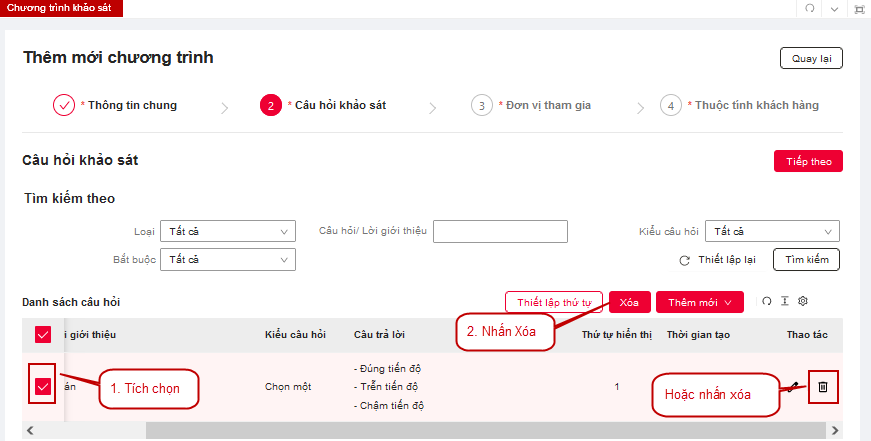 Chương trình khảo sát
Thêm mới chương trình
Quay lại
* Thông tin chung
2 * Câu hỏi khảo sát
3 * Đơn vị tham gia
4 * Thuộc tính khách hàng
Câu hỏi khảo sát
Tiếp theo
Tìm kiếm theo
Loại Tất cả
Câu hỏi/ Lời giới thiệu
Kiểu câu hỏi Tất cả
Bắt buộc Tất cả
Thiết lập lại
Tìm kiếm
Danh sách câu hỏi
Thiết lập thứ tự
Xóa
Thêm mới
2. Nhấn Xóa
i giới thiệu Kiểu câu hỏi Câu trả lời Thứ tự hiển thị Thời gian tạo Thao tác
1. Tích chọn
án
Chọn một
- Đúng tiến độ
- Trễn tiến độ
- Chậm tiến độ
1
Hoặc nhấn xóa